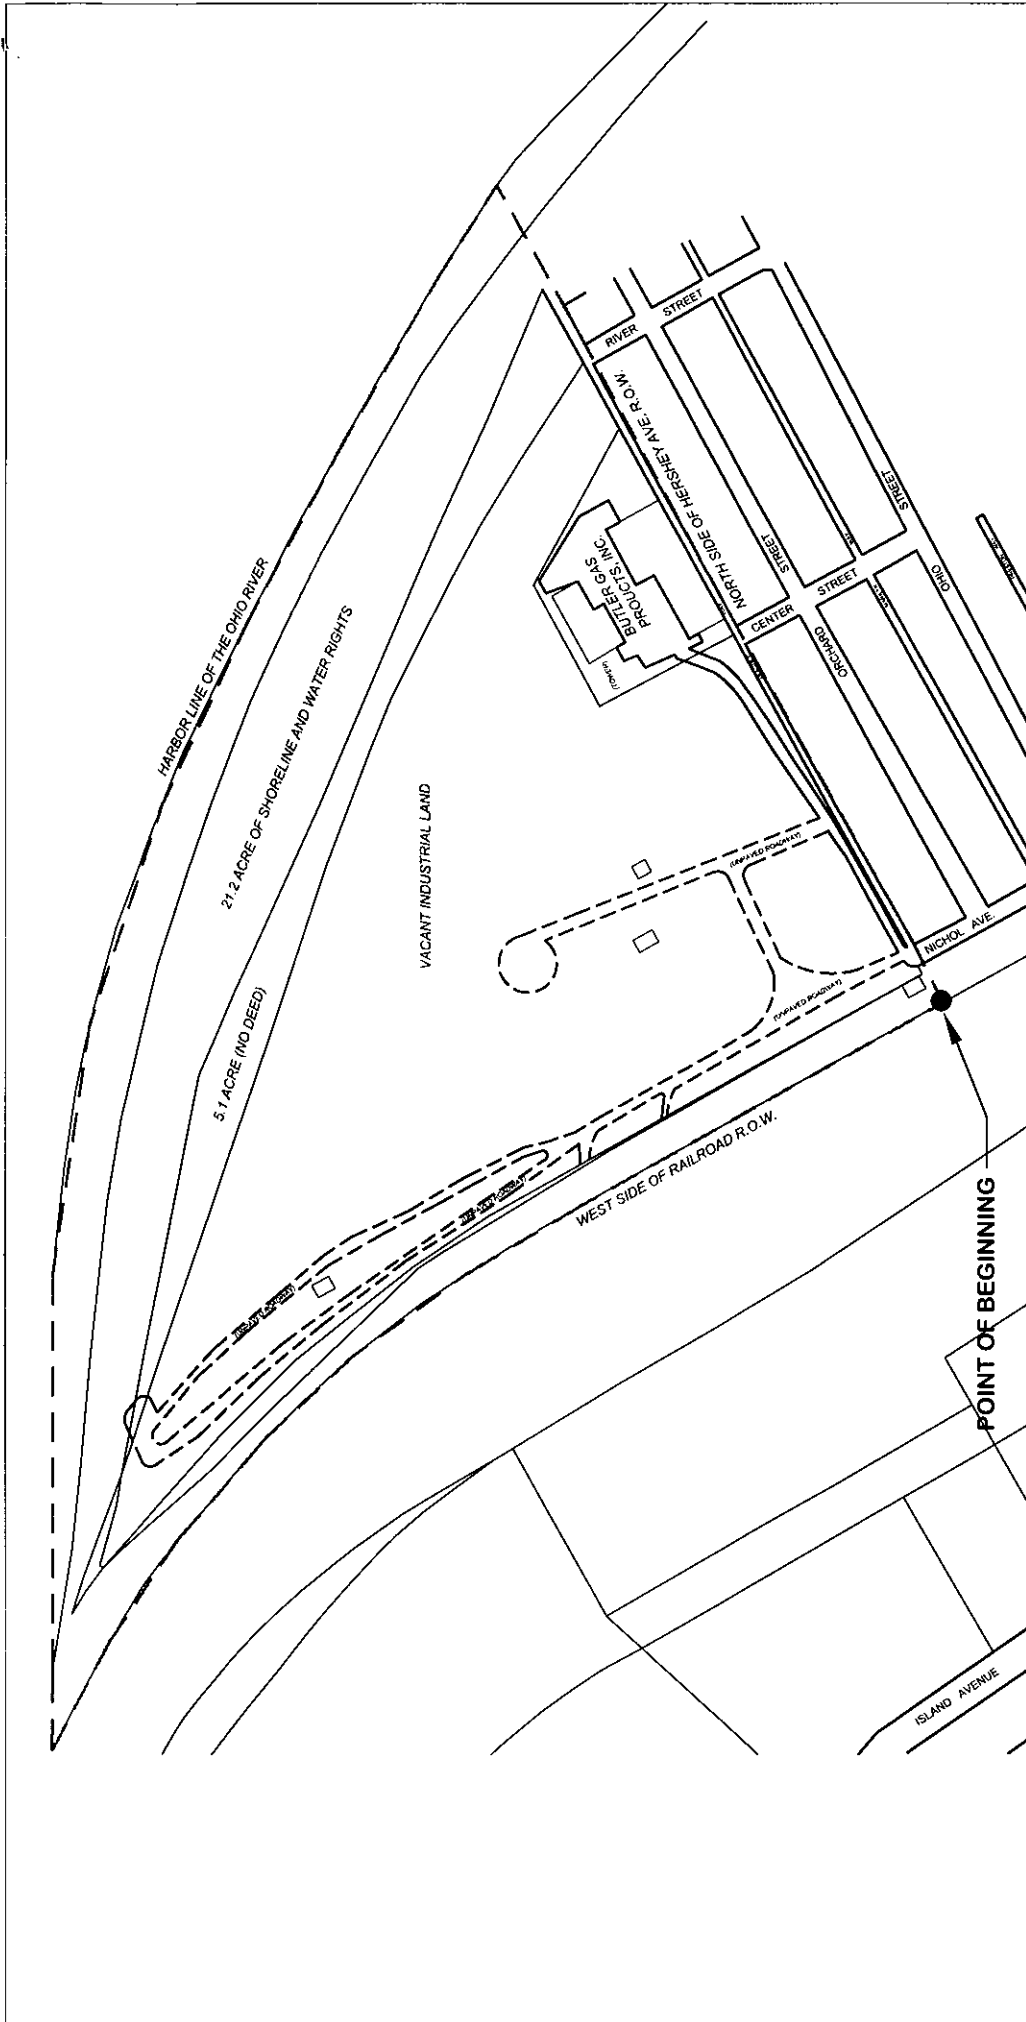 HARBOR LINE OF THE OHIO RIVER
21.2 ACRE OF SHORELINE AND WATER RIGHTS
5.1 ACRE (NO DEED)
VACANT INDUSTRIAL LAND
BUTLER GAS
PROUCTS, INC.
(TOWER)
NORTH SIDE OF HERSHEY AVE. R.O.W.
RIVER STREET
CENTER STREET
ORCHARD STREET
OHIO STREET
NICHOL AVE.
(UNPAVED ROADWAY)
(UNPAVED ROADWAY)
WEST SIDE OF RAILROAD R.O.W.
POINT OF BEGINNING
ISLAND AVENUE